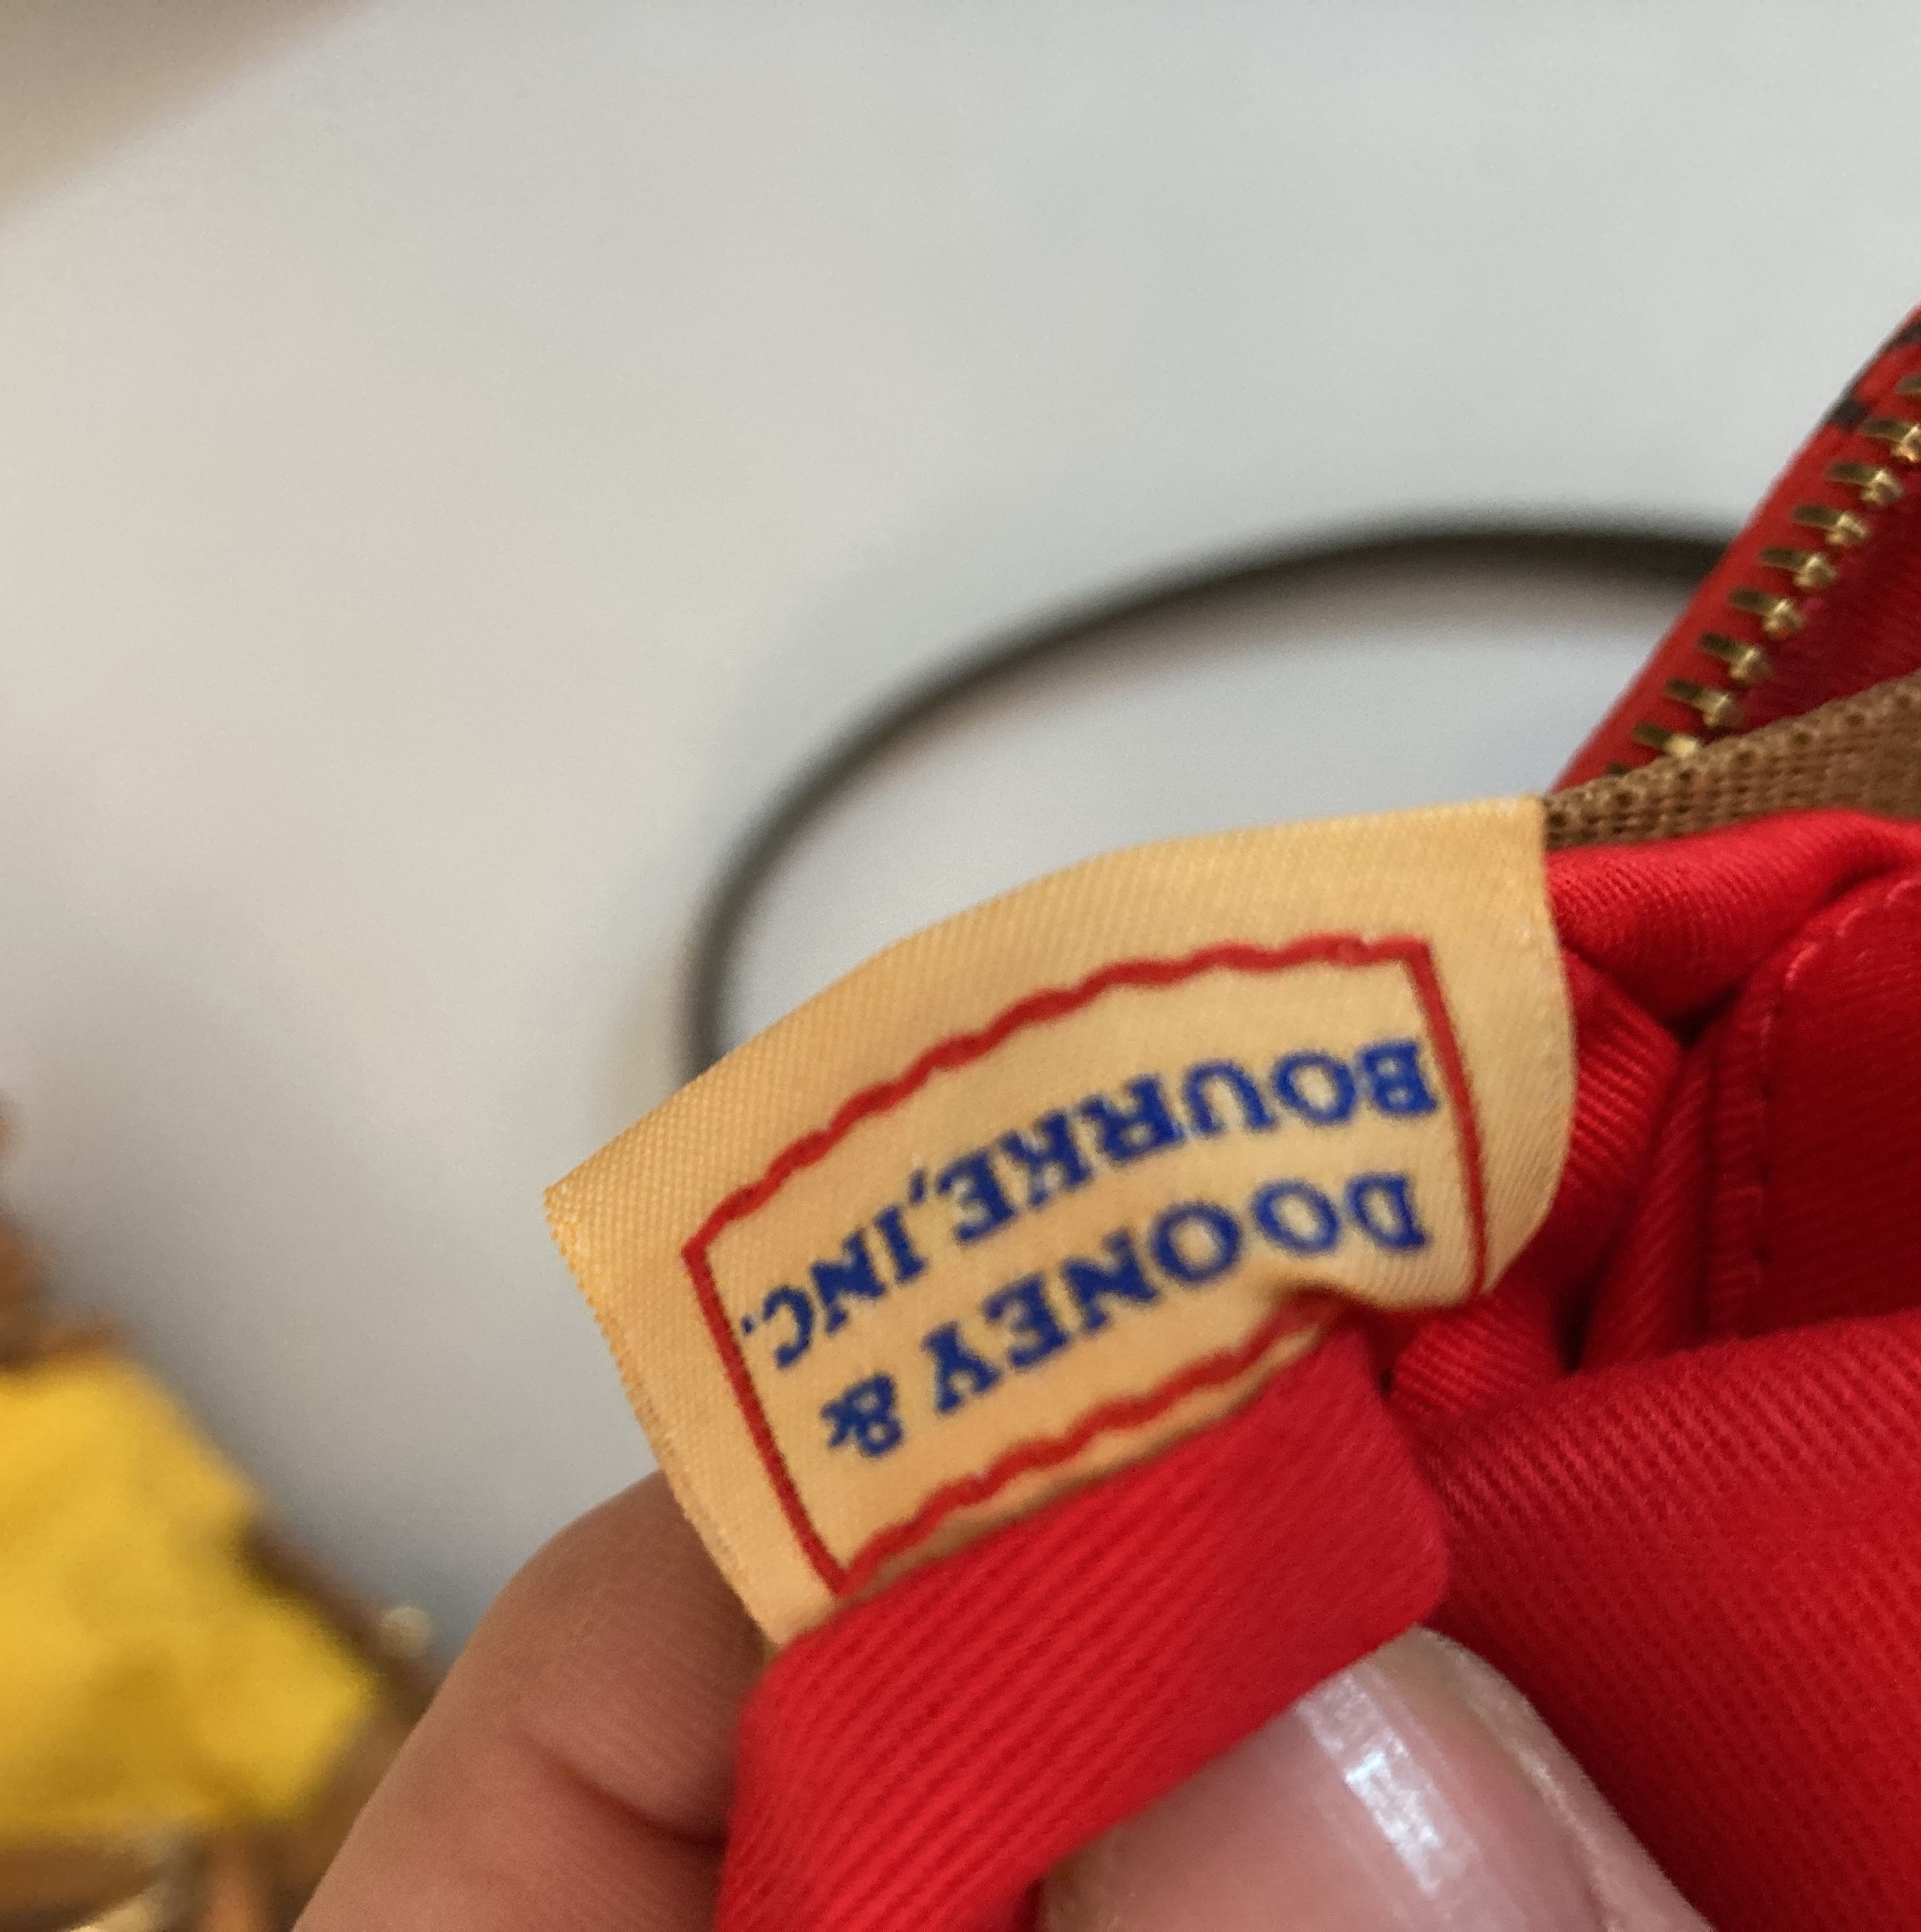 DOONEY &
BOURKE, INC.